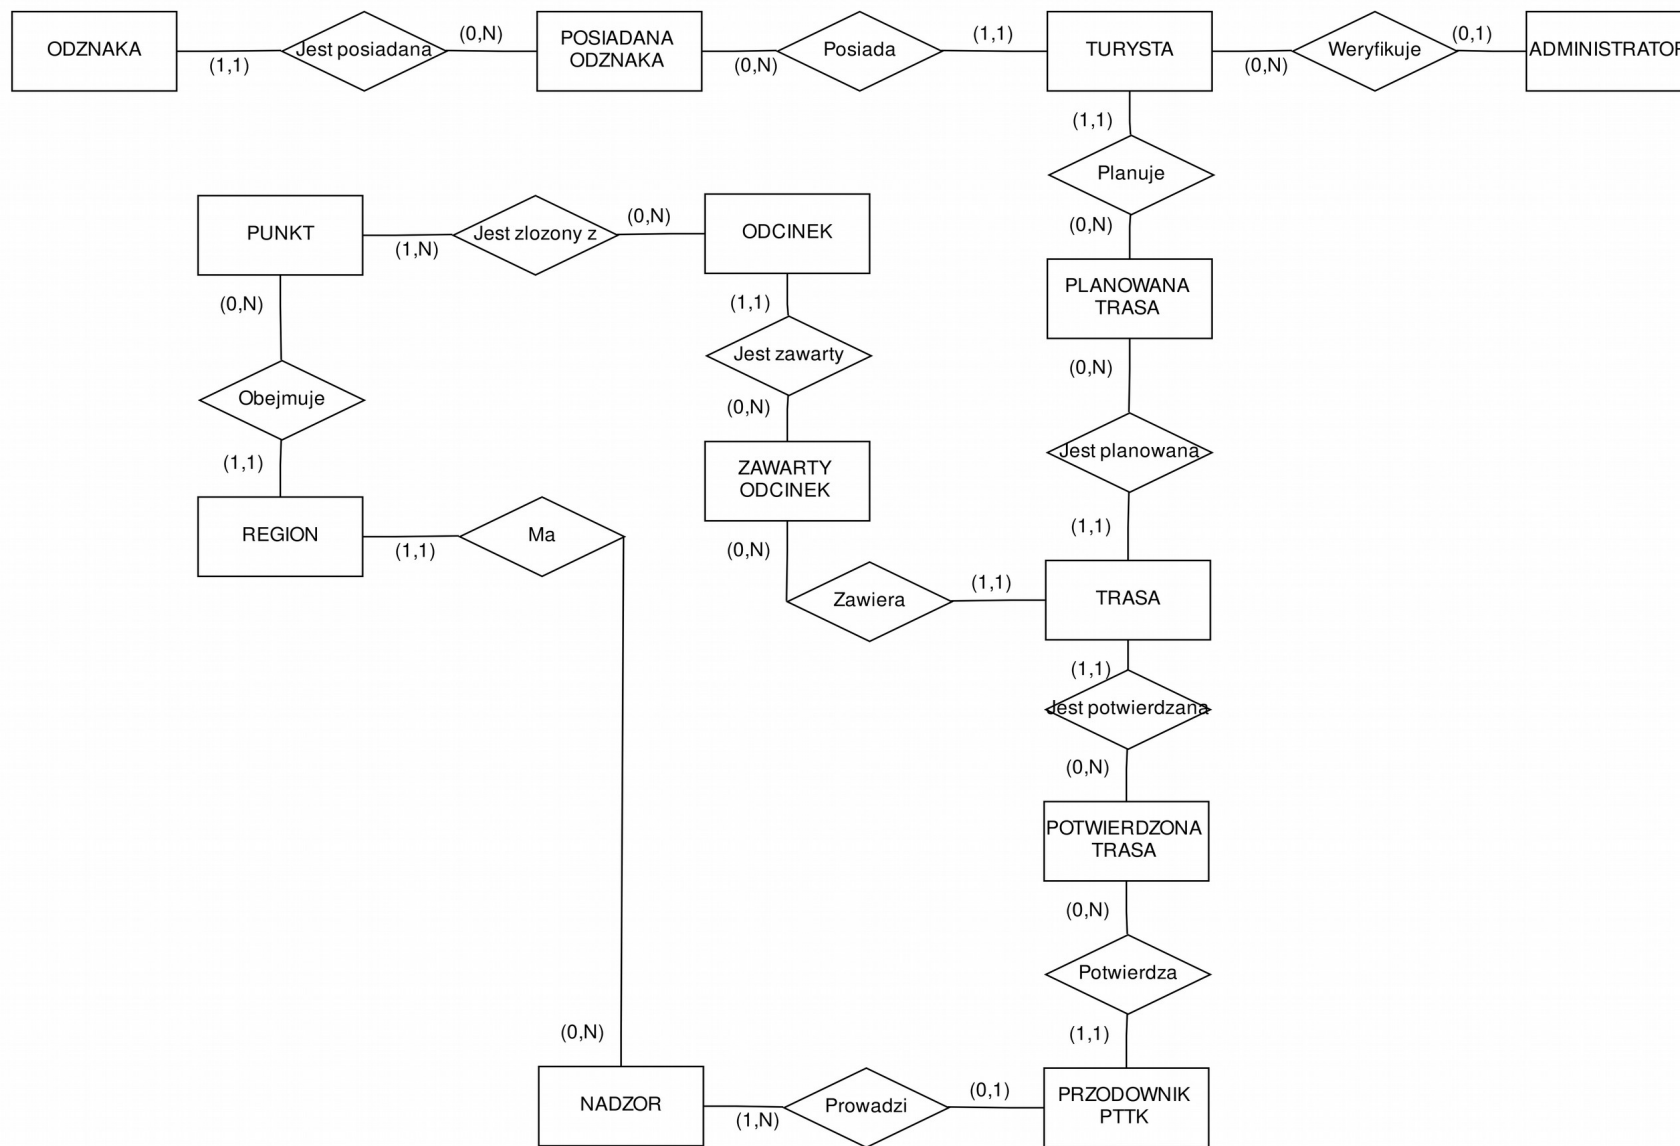 ODZNAKA
(1,1)
Jest posiadana
(0,N)
POSIADANA
ODZNAKA
(0,N)
Posiada
(1,1)
TURYSTA
(0,N)
Weryfikuje
(0,1)
ADMINISTRATOR
(1,1)
Planuje
(0,N)
PLANOWANA
TRASA
(0,N)
Jest planowana
(1,1)
PUNKT
(1,N)
Jest zlozony z
(0,N)
ODCINEK
(0,N)
Obejmuje
(1,1)
REGION
(1,1)
Ma
(1,1)
Jest zawarty
(0,N)
ZAWARTY
ODCINEK
(0,N)
Zawiera
(1,1)
TRASA
(1,1)
Jest potwierdzana
(0,N)
POTWIERDZONA
TRASA
(0,N)
Potwierdza
(1,1)
(0,N)
NADZOR
(1,N)
Prowadzi
(0,1)
PRZODOWNIK
PTTK